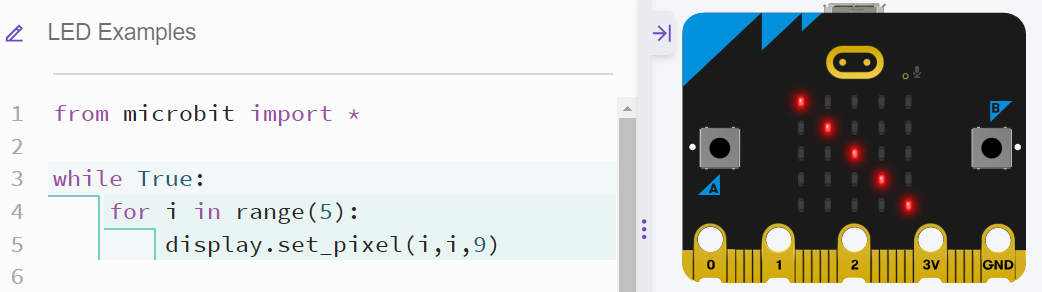 LED Examples
1 from microbit import *
2
3 while True:
4 for i in range(5):
5 display.set_pixel(i,i,9)
6
B
A
0 1 2 3V GND